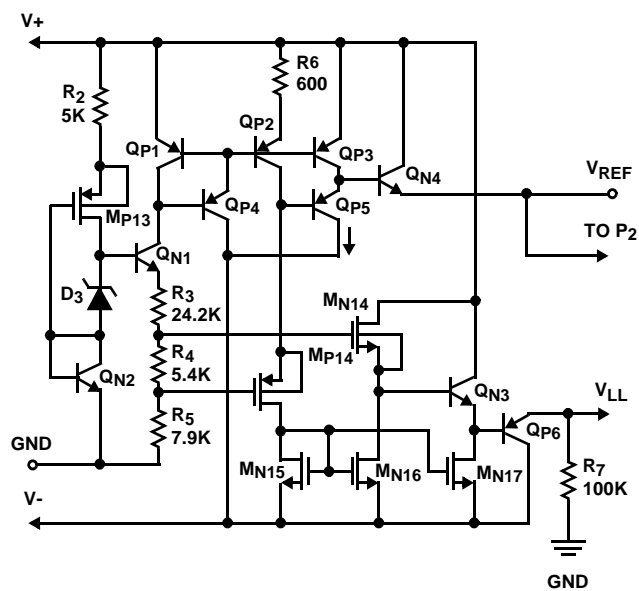 V+
R2
5K
R6
600
QP1
QP2
QP3
QN4
VREF
MP13
QP4
QP5
TO P2
QN1
D3
R3
24.2K
MN14
MP14
R4
5.4K
QN2
QN3
VLL
R5
7.9K
QP6
GND
MN15
MN16
MN17
R7
100K
V-
GND